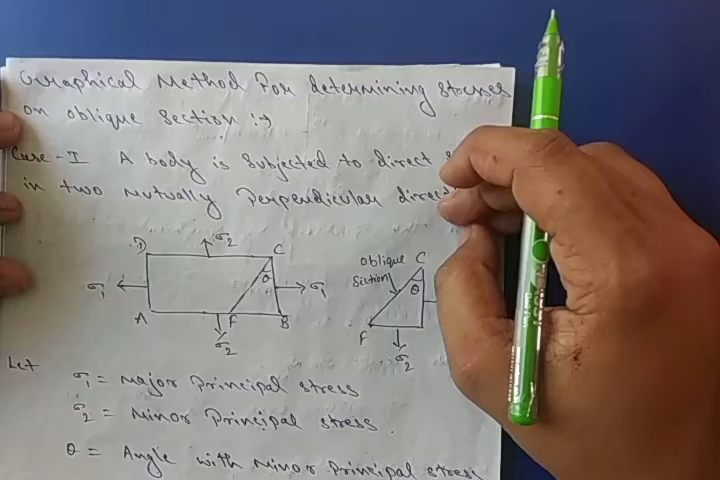 Graphical Method For determining stresses
on oblique section :→
Case - I A body is subjected to direct
in two mutually Perpendicular direct
D σ2 C
σ1 θ σ1
A F B
σ2
oblique C
section θ
F
σ2
Let
σ1 = major Principal stress
σ2 = Minor Principal stress.
θ = Angle with minor Principal stress